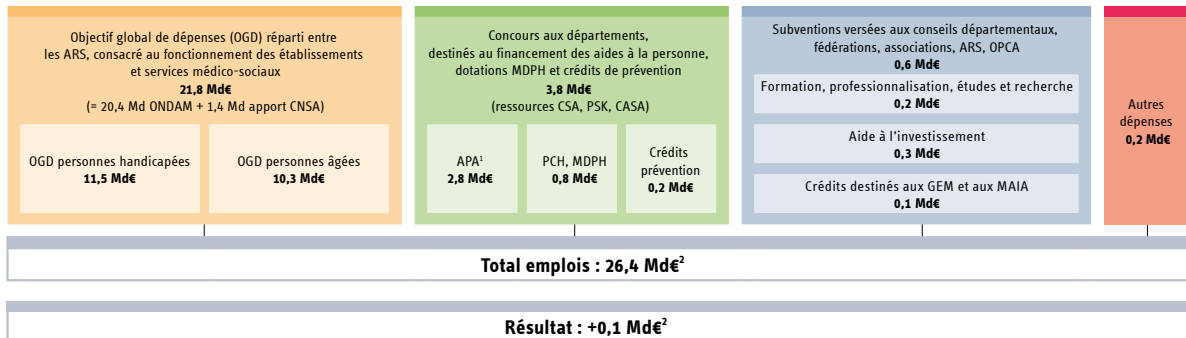 Objectif global de dépenses (OGD) réparti entre
les ARS, consacré au fonctionnement des établissements
et services médico-sociaux
21,8 Md€
(= 20,4 Md ONDAM + 1,4 Md apport CNSA)
OGD personnes handicapées
11,5 Md€
OGD personnes âgées
10,3 Md€
Concours aux départements,
destinés au financement des aides à la personne,
dotations MDPH et crédits de prévention
3,8 Md€
(ressources CSA, PSK, CASA)
APA¹
2,8 Md€
PCH, MDPH
0,8 Md€
Crédits
prévention
0,2 Md€
Subventions versées aux conseils départementaux,
fédérations, associations, ARS, OPCA
0,6 Md€
Formation, professionnalisation, études et recherche
0,2 Md€
Aide à l'investissement
0,3 Md€
Crédits destinés aux GEM et aux MAIA
0,1 Md€
Autres
dépenses
0,2 Md€
Total emplois : 26,4 Md€²
Résultat : +0,1 Md€²